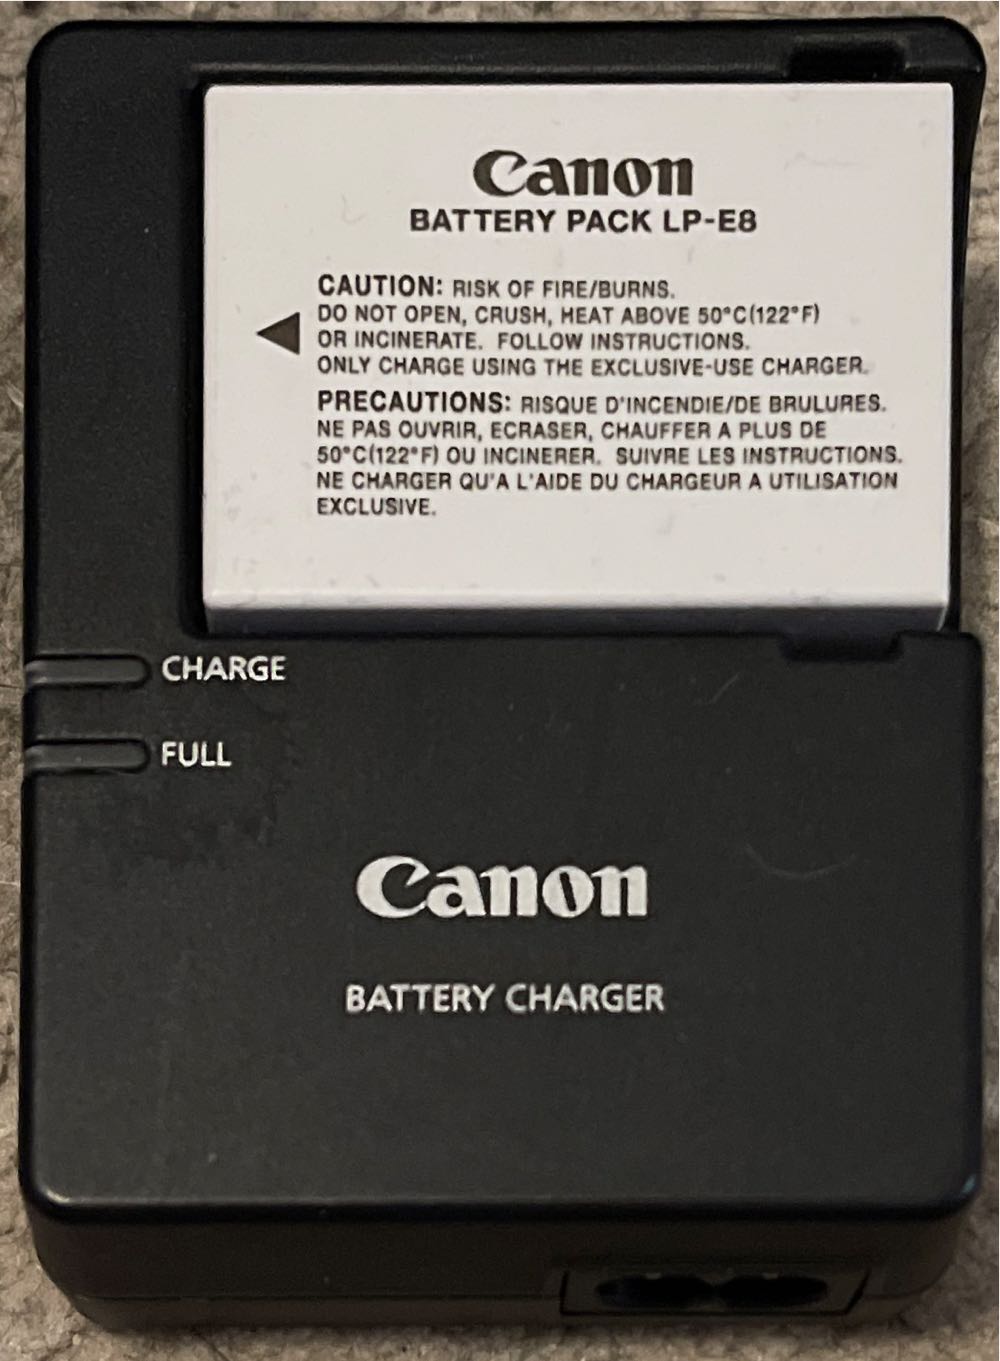 Canon
BATTERY PACK LP-E8
CAUTION: RISK OF FIRE/BURNS.
DO NOT OPEN, CRUSH, HEAT ABOVE 50°C(122°F)
OR INCINERATE. FOLLOW INSTRUCTIONS.
ONLY CHARGE USING THE EXCLUSIVE-USE CHARGER.
PRECAUTIONS: RISQUE D'INCENDIE/DE BRULURES.
NE PAS OUVRIR, ECRASER, CHAUFFER A PLUS DE
50°C(122°F) OU INCINERER. SUIVRE LES INSTRUCTIONS.
NE CHARGER QU'A L'AIDE DU CHARGEUR A UTILISATION
EXCLUSIVE.
CHARGE
FULL
Canon
BATTERY CHARGER